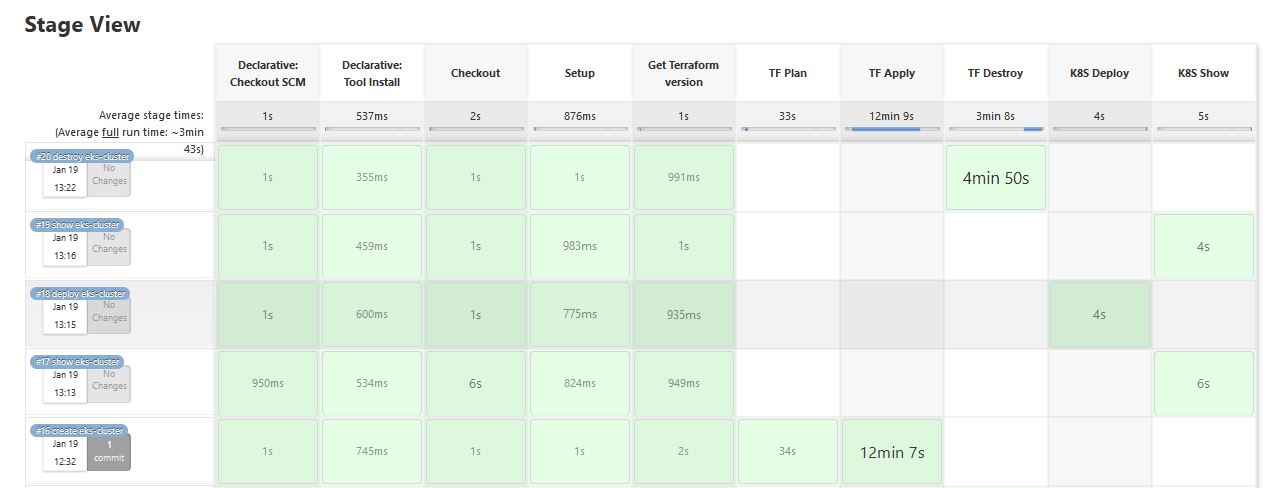 Stage View
Declarative: Checkout SCM
Declarative: Tool Install
Checkout
Setup
Get Terraform version
TF Plan
TF Apply
TF Destroy
K8S Deploy
K8S Show
Average stage times:
(Average full run time: ~3min 43s)
1s 537ms 2s 876ms 1s 33s 12min 9s 3min 8s 4s 5s
#20 destroy eks-cluster
Jan 19 13:22
No Changes
1s 355ms 1s 1s 991ms 4min 50s
#19 show eks-cluster
Jan 19 13:16
No Changes
1s 459ms 1s 983ms 1s 4s
#18 deploy eks-cluster
Jan 19 13:15
No Changes
1s 600ms 1s 775ms 935ms 4s
#17 show eks-cluster
Jan 19 13:13
No Changes
950ms 534ms 6s 824ms 949ms 6s
#16 create eks-cluster
Jan 19 12:32
1 commit
1s 745ms 1s 1s 2s 34s 12min 7s